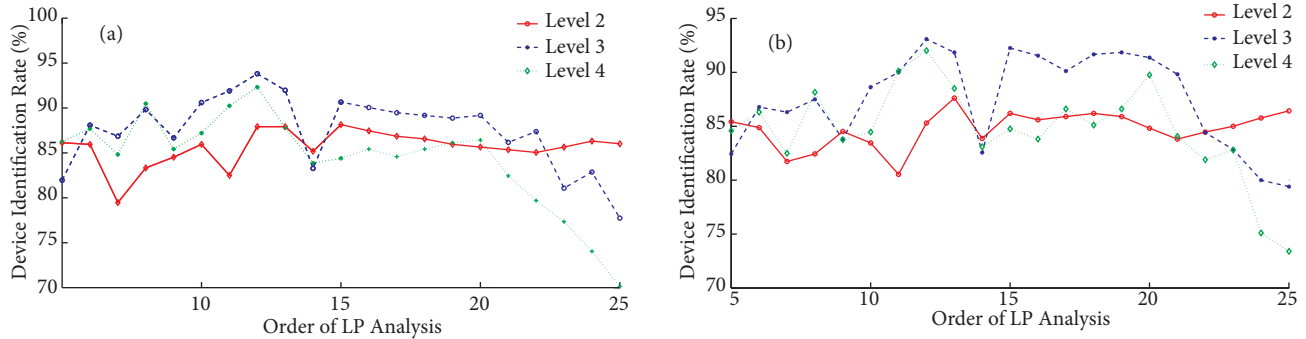 (a)
Device Identification Rate (%)
100
95
90
85
80
75
70
10
15
20
25
Order of LP Analysis
Level 2
Level 3
Level 4
(b)
Device Identification Rate (%)
95
90
85
80
75
70
5
10
15
20
25
Order of LP Analysis
Level 2
Level 3
Level 4